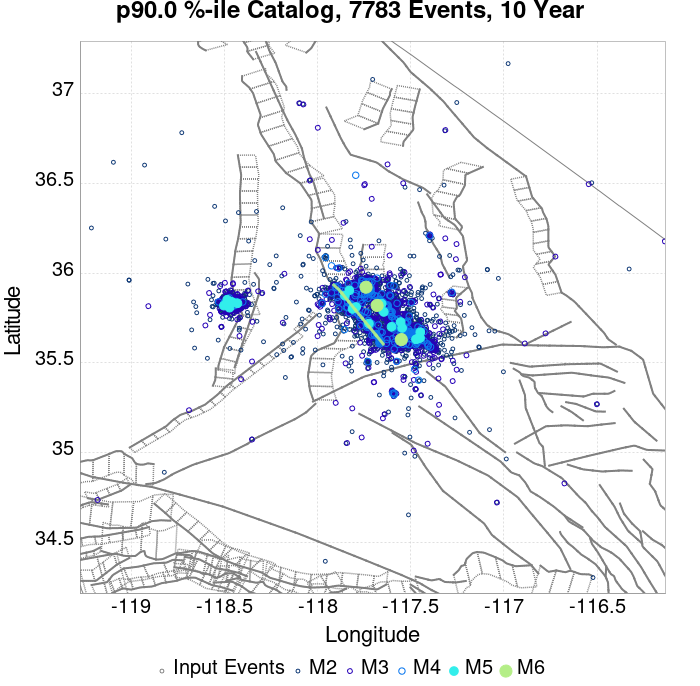 p90.0 %-ile Catalog, 7783 Events, 10 Year
37
36.5
36
35.5
35
34.5
Latitude
-119 -118.5 -118 -117.5 -117 -116.5
Longitude
Input Events M2 M3 M4 M5 M6